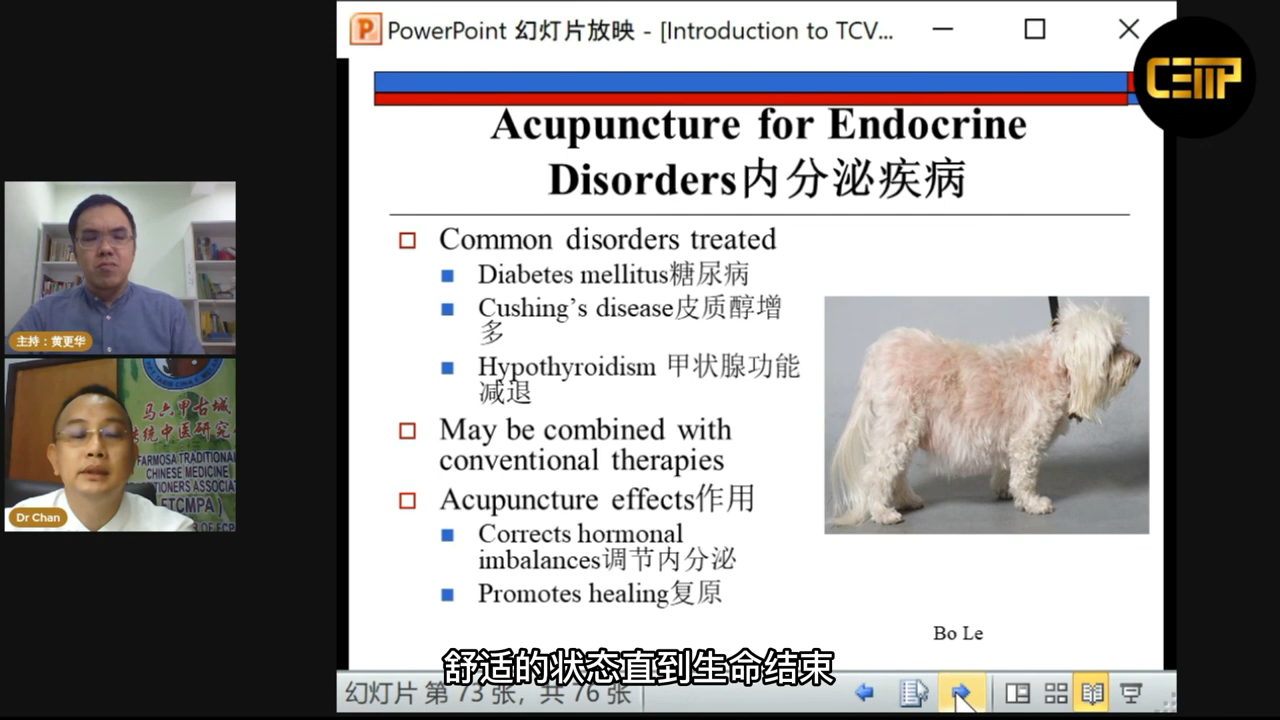 PowerPoint 幻灯片放映 - [Introduction to TCV...
CEMP
Acupuncture for Endocrine
Disorders内分泌疾病
Common disorders treated
Diabetes mellitus糖尿病
Cushing's disease皮质醇增
多
Hypothyroidism 甲状腺功能
减退
May be combined with
conventional therapies
Acupuncture effects作用
Corrects hormonal
imbalances调节内分泌
Promotes healing复原
Bo Le
主持：黄更华
马六甲古城
传统中医研究
FARMOSA TRADITIONAL
CHINESE MEDICINE
Dr Chan
舒适的状态直到生命结束
幻灯片 第 73 张，共 76 张